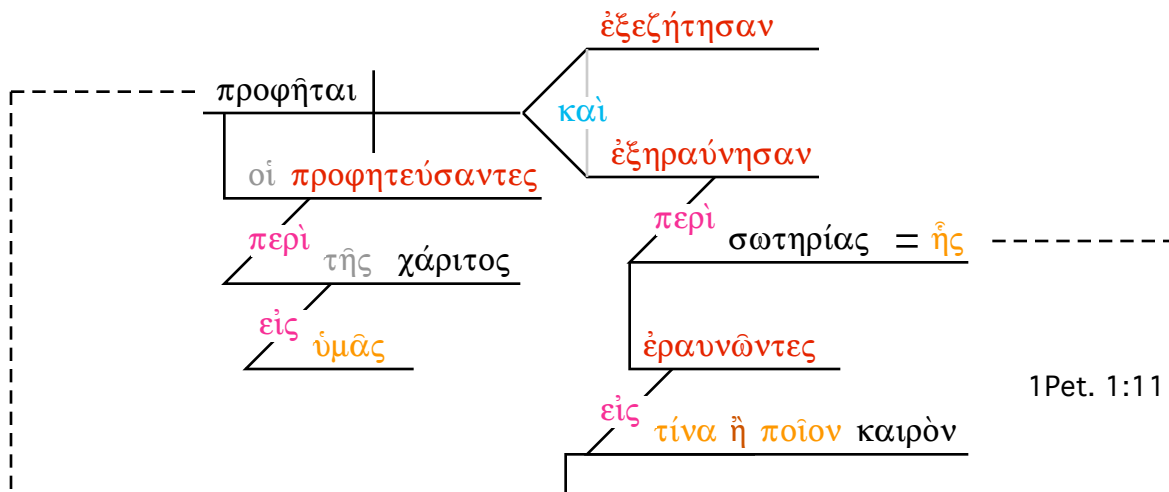 ἐξεζήτησαν
προφῆται
καὶ
ἐξηραύνησαν
οἱ προφητεύσαντες
περὶ
σωτηρίας = ἧς
περὶ
τῆς χάριτος
εἰς
ὑμᾶς
ἐραυνῶντες
1Pet. 1:11
εἰς
τίνα ἢ ποῖον καιρὸν